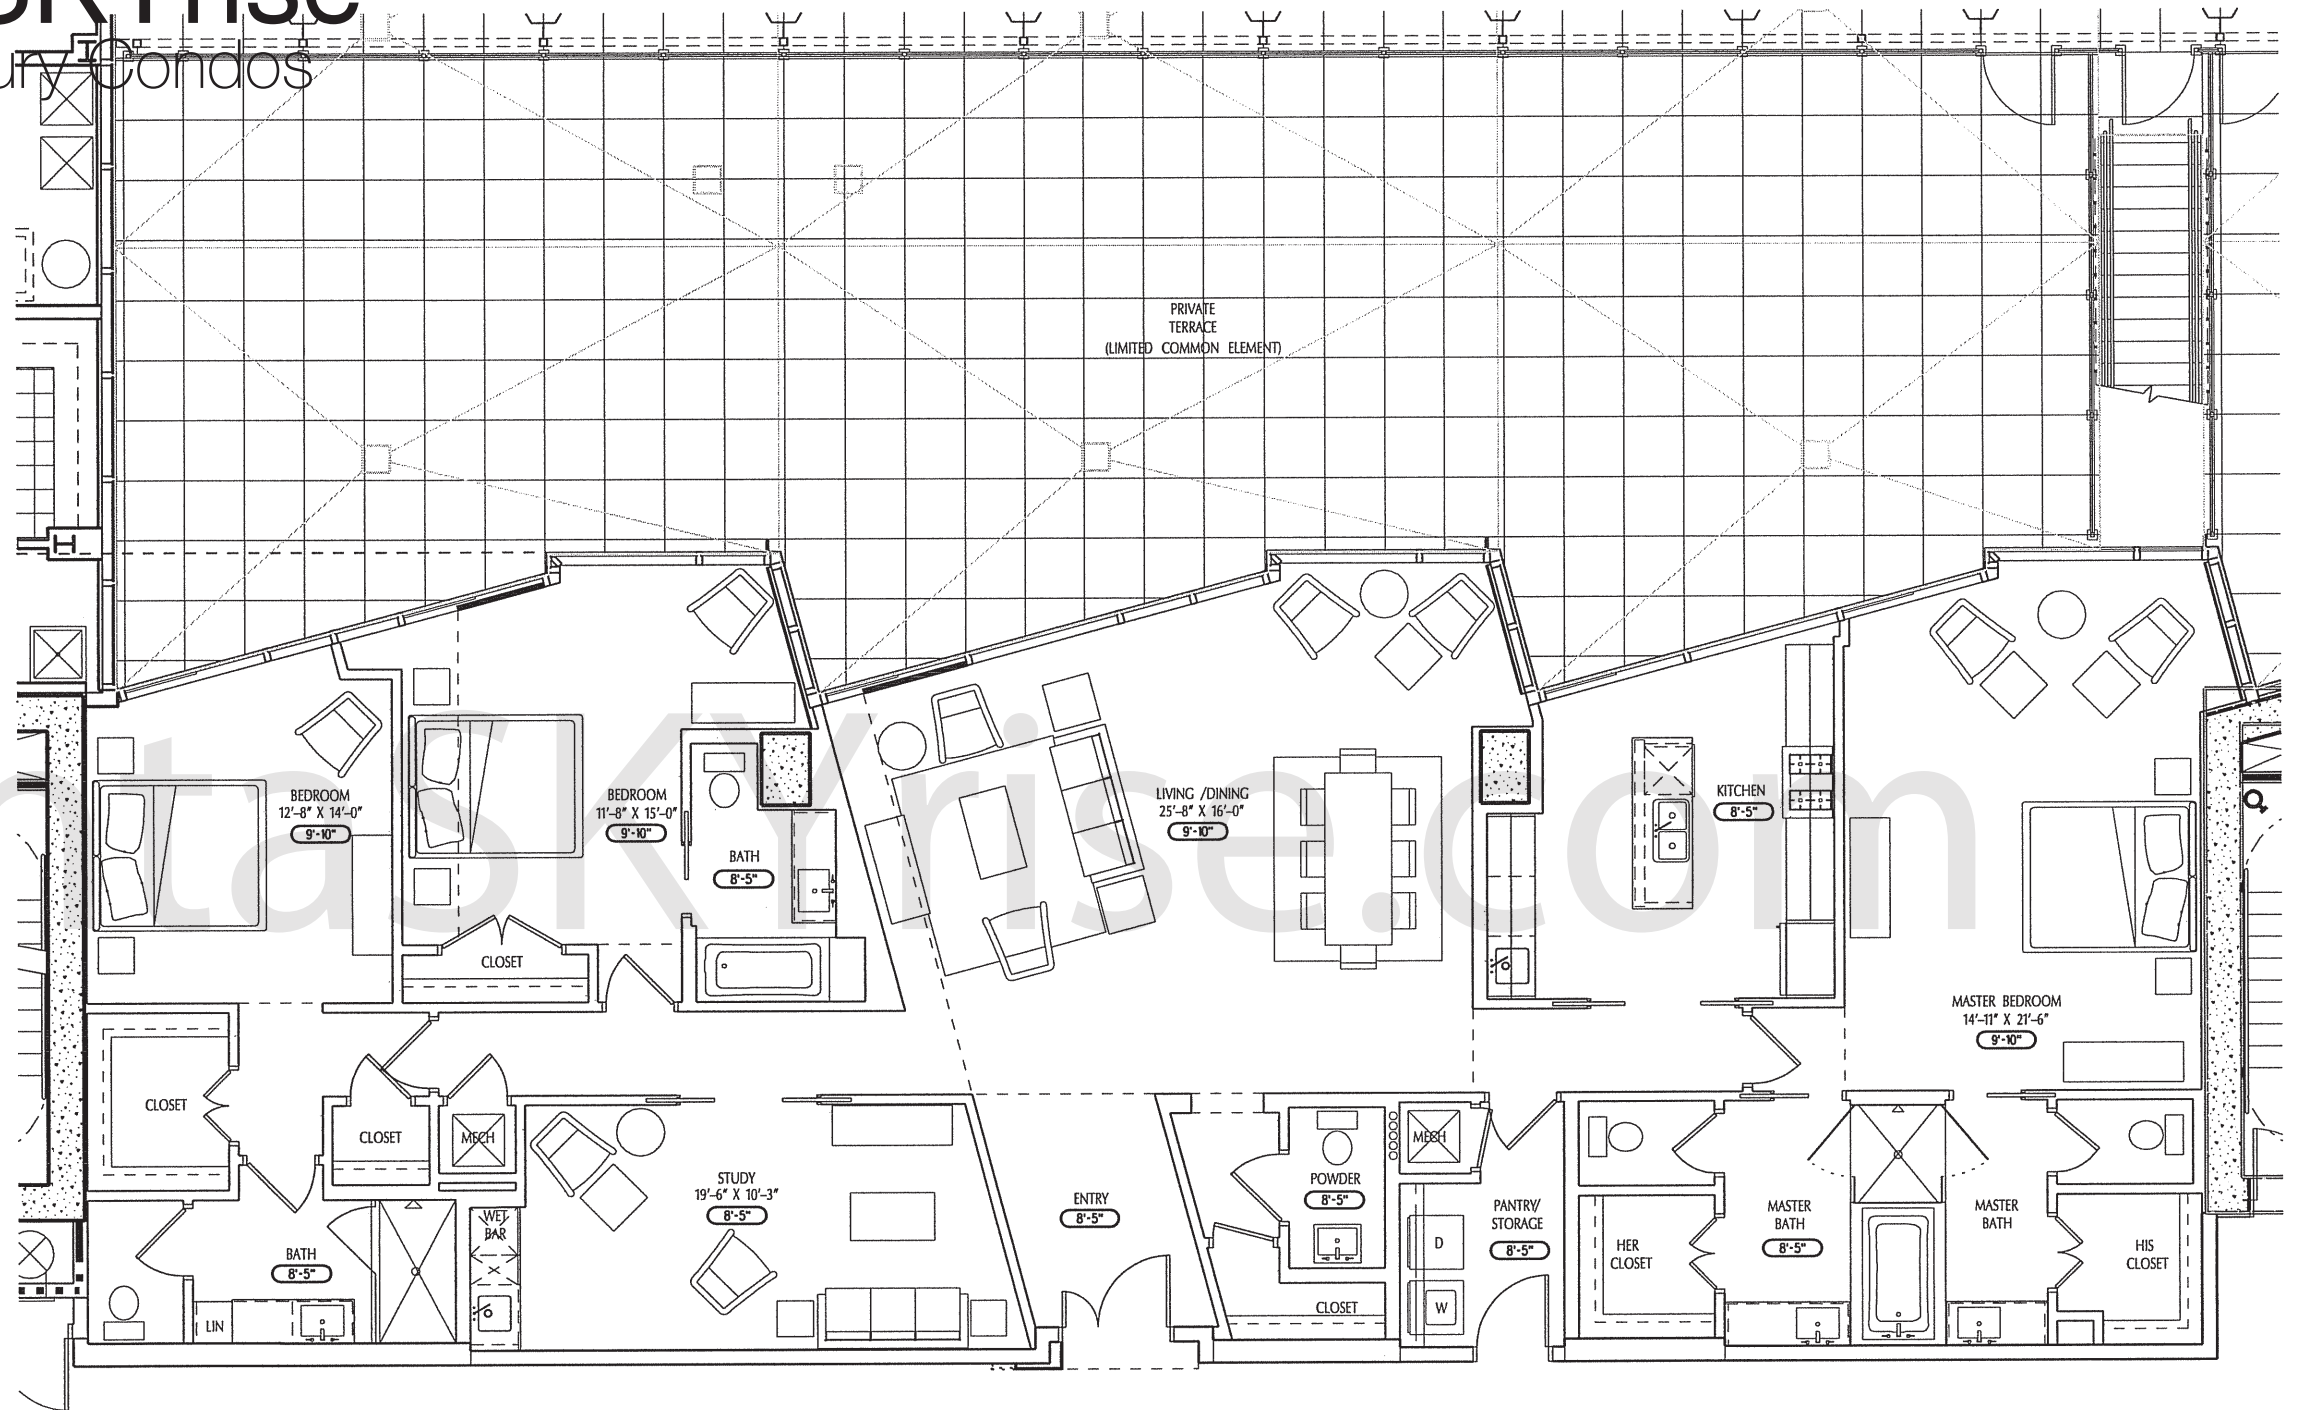 SKYrise
ury Condos
PRIVATE
TERRACE
(LIMITED COMMON ELEMENT)
BEDROOM
12'-8" X 14'-0"
9'-10"
BEDROOM
11'-8" X 15'-0"
9'-10"
BATH
8'-5"
LIVING /DINING
25'-8" X 16'-0"
9'-10"
KITCHEN
8'-5"
taSKYrise.com
CLOSET
MASTER BEDROOM
14'-11" X 21'-6"
9'-10"
CLOSET
CLOSET
MECH
STUDY
19'-6" X 10'-3"
8'-5"
WET
BAR
BATH
8'-5"
LIN
ENTRY
8'-5"
POWDER
8'-5"
MECH
CLOSET
D
W
PANTRY/
STORAGE
8'-5"
HER
CLOSET
MASTER
BATH
8'-5"
MASTER
BATH
HIS
CLOSET